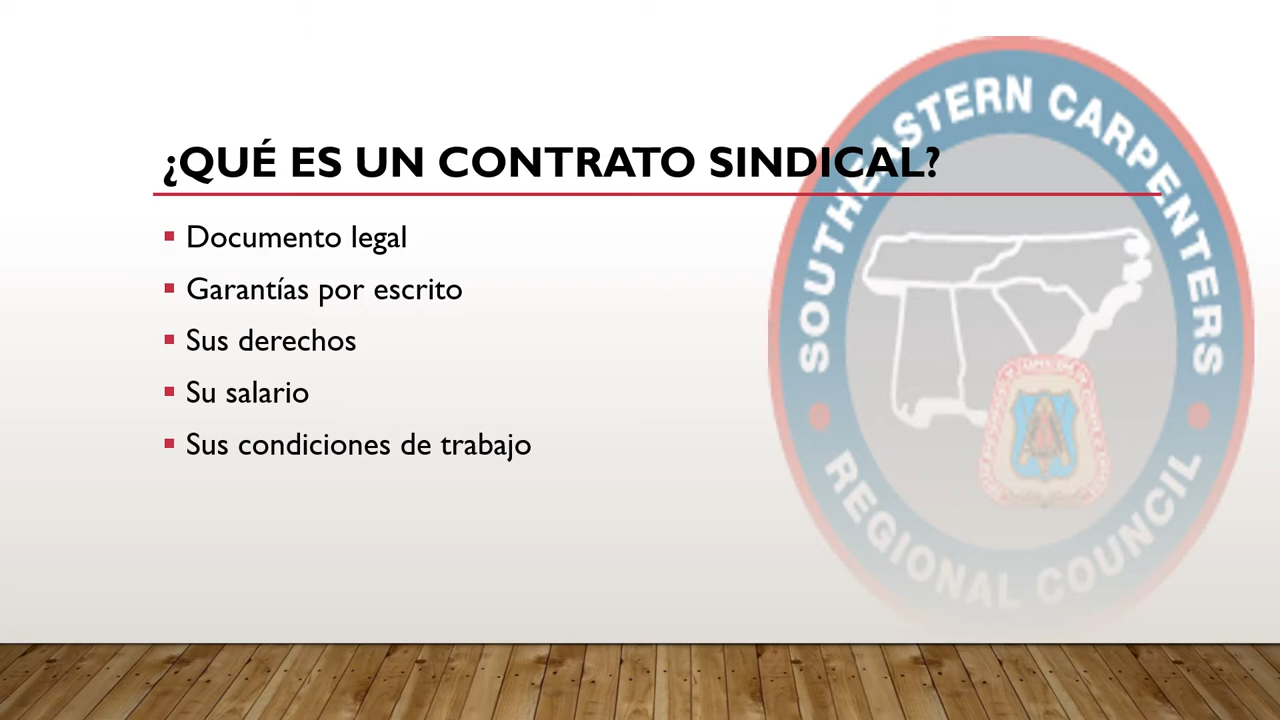 ¿QUÉ ES UN CONTRATO SINDICAL?
Documento legal
Garantías por escrito
Sus derechos
Su salario
Sus condiciones de trabajo
SOUTHEASTERN CARPENTERS
REGIONAL COUNCIL